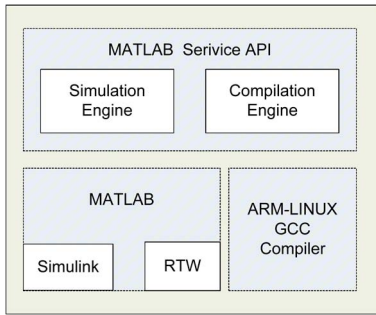 MATLAB Serivice API
Simulation
Engine
Compilation
Engine
MATLAB
Simulink
RTW
ARM-LINUX
GCC
Compiler